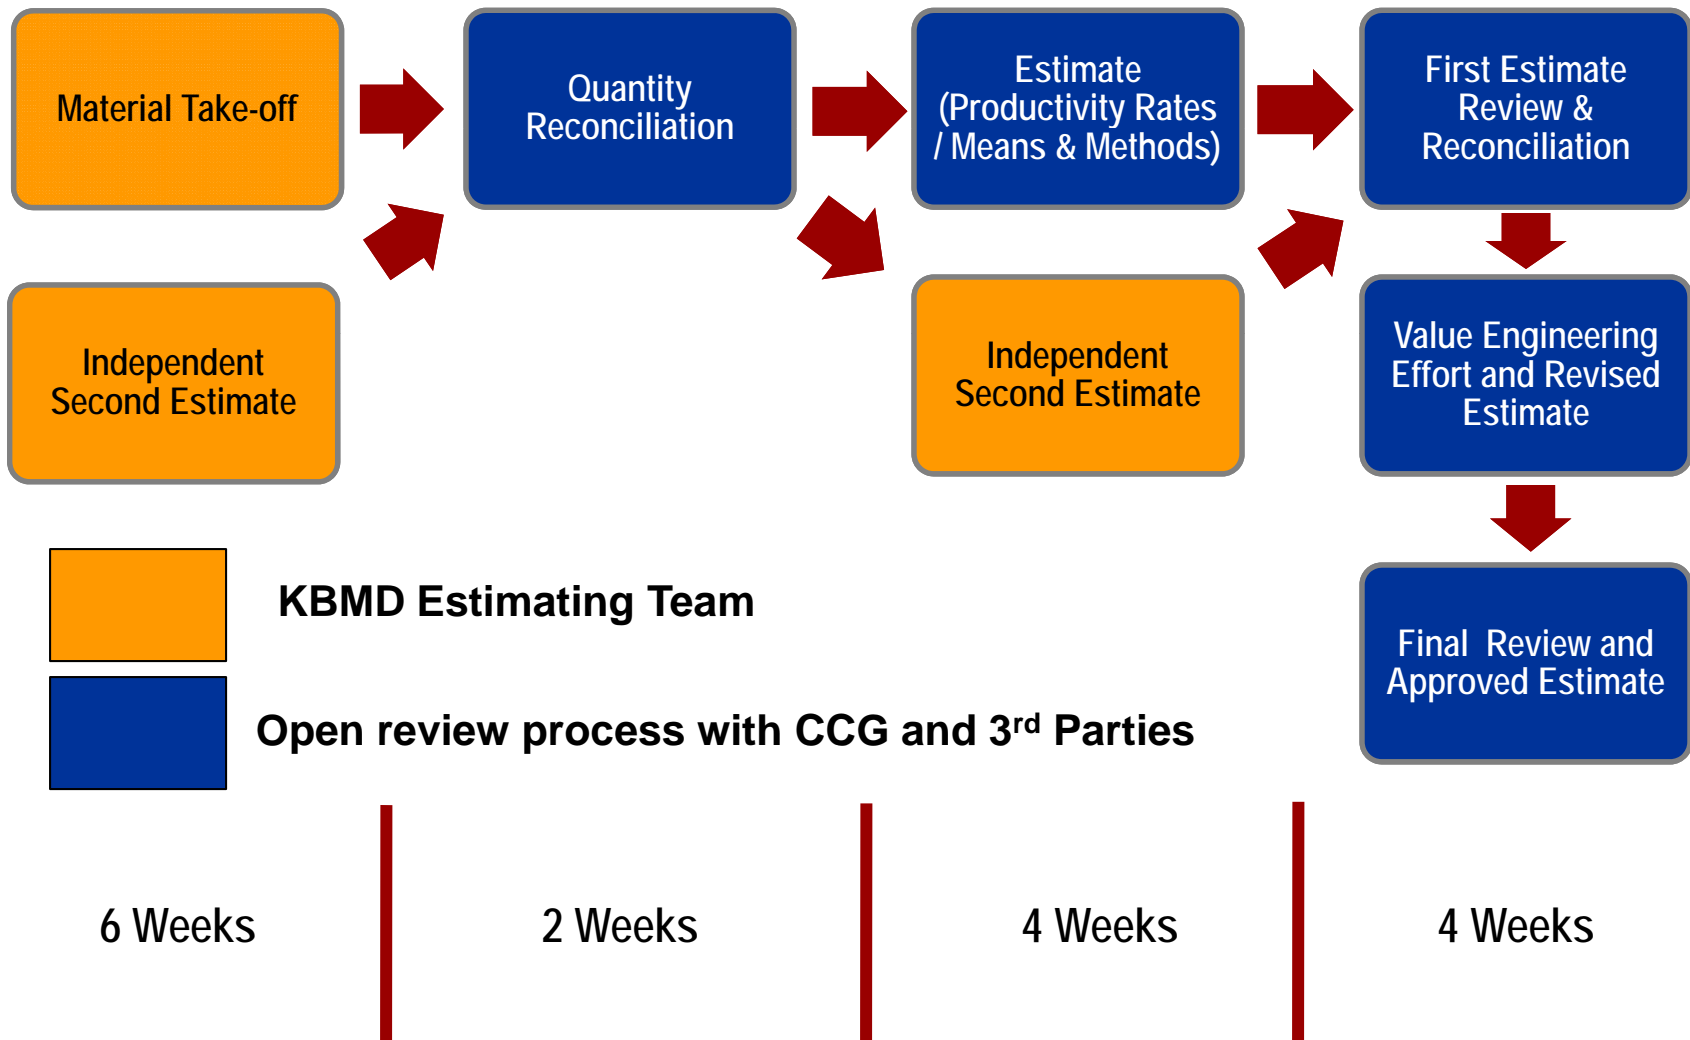 Material Take-off
Quantity
Reconciliation
Estimate
(Productivity Rates
/ Means & Methods)
First Estimate
Review &
Reconciliation
Independent
Second Estimate
Independent
Second Estimate
Value Engineering
Effort and Revised
Estimate
KBMD Estimating Team
Final Review and
Approved Estimate
Open review process with CCG and 3rd Parties
6 Weeks
2 Weeks
4 Weeks
4 Weeks